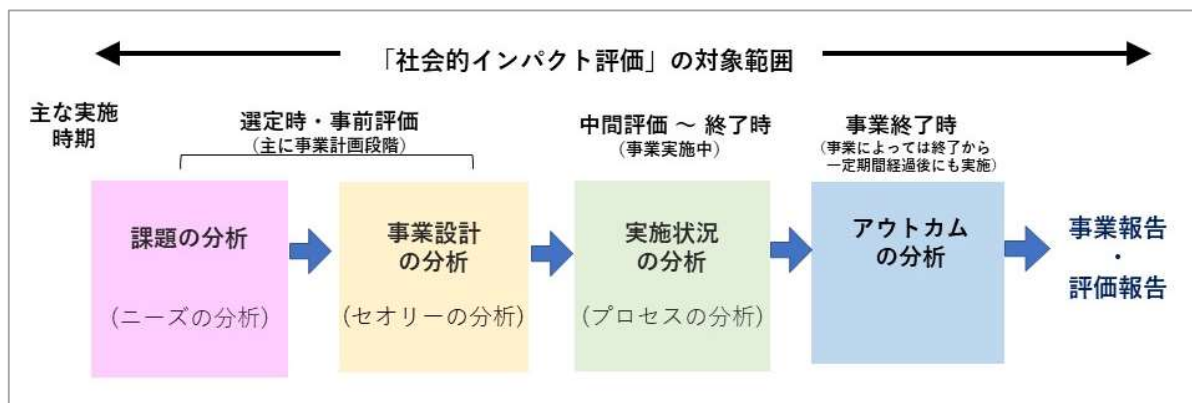 「社会的インパクト評価」の対象範囲
主な実施
時期
選定時・事前評価
(主に事業計画段階)
中間評価 ～ 終了時
(事業実施中)
事業終了時
(事業によっては終了から
一定期間経過後にも実施)
課題の分析
(ニーズの分析)
事業設計
の分析
(セオリーの分析)
実施状況
の分析
(プロセスの分析)
アウトカム
の分析
事業報告
・
評価報告